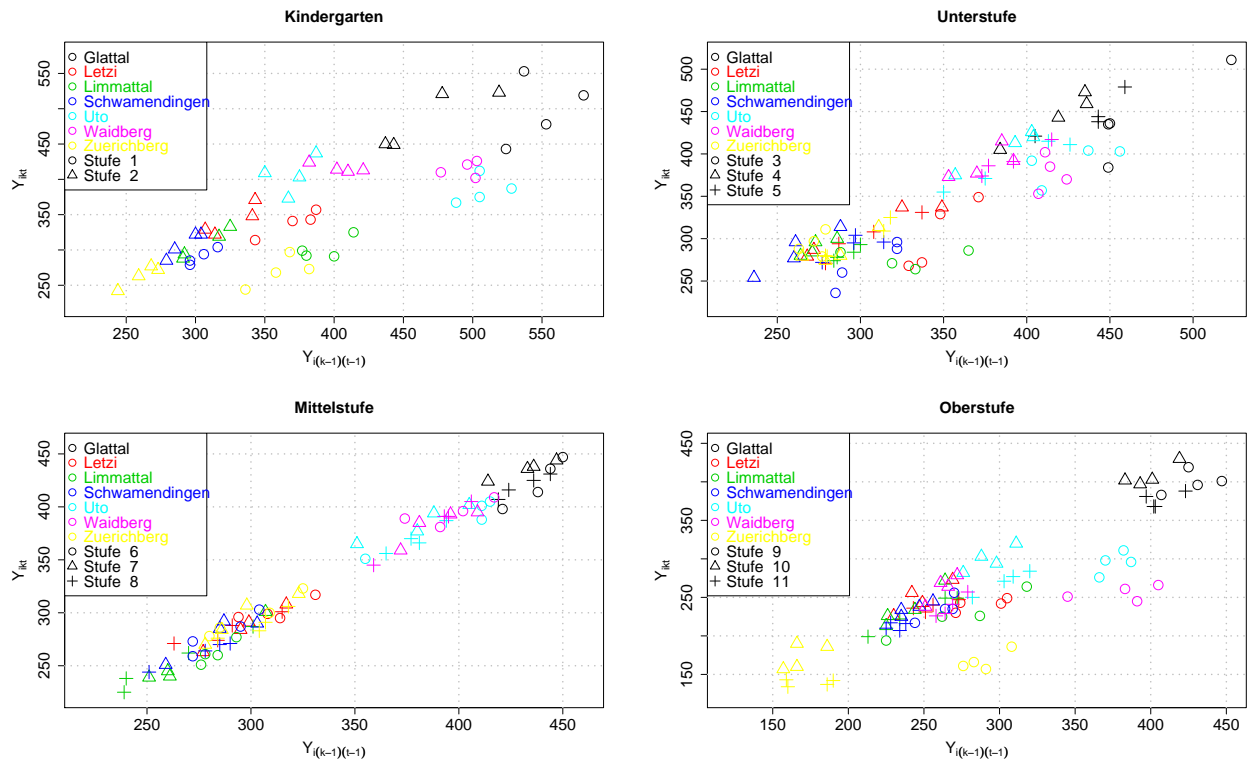 Kindergarten
Glattal
Letzi
Limmattal
Schwamendingen
Uto
Waidberg
Zuerichberg
Stufe 1
Stufe 2
250
350
450
550
Yikt
250 300 350 400 450 500 550
Yi(k−1)(t−1)
Unterstufe
Glattal
Letzi
Limmattal
Schwamendingen
Uto
Waidberg
Zuerichberg
Stufe 3
Stufe 4
Stufe 5
250
300
350
400
450
500
Yikt
250 300 350 400 450 500
Yi(k−1)(t−1)
Mittelstufe
Glattal
Letzi
Limmattal
Schwamendingen
Uto
Waidberg
Zuerichberg
Stufe 6
Stufe 7
Stufe 8
250
300
350
400
450
Yikt
250 300 350 400 450
Yi(k−1)(t−1)
Oberstufe
Glattal
Letzi
Limmattal
Schwamendingen
Uto
Waidberg
Zuerichberg
Stufe 9
Stufe 10
Stufe 11
150
250
350
450
Yikt
150 200 250 300 350 400 450
Yi(k−1)(t−1)